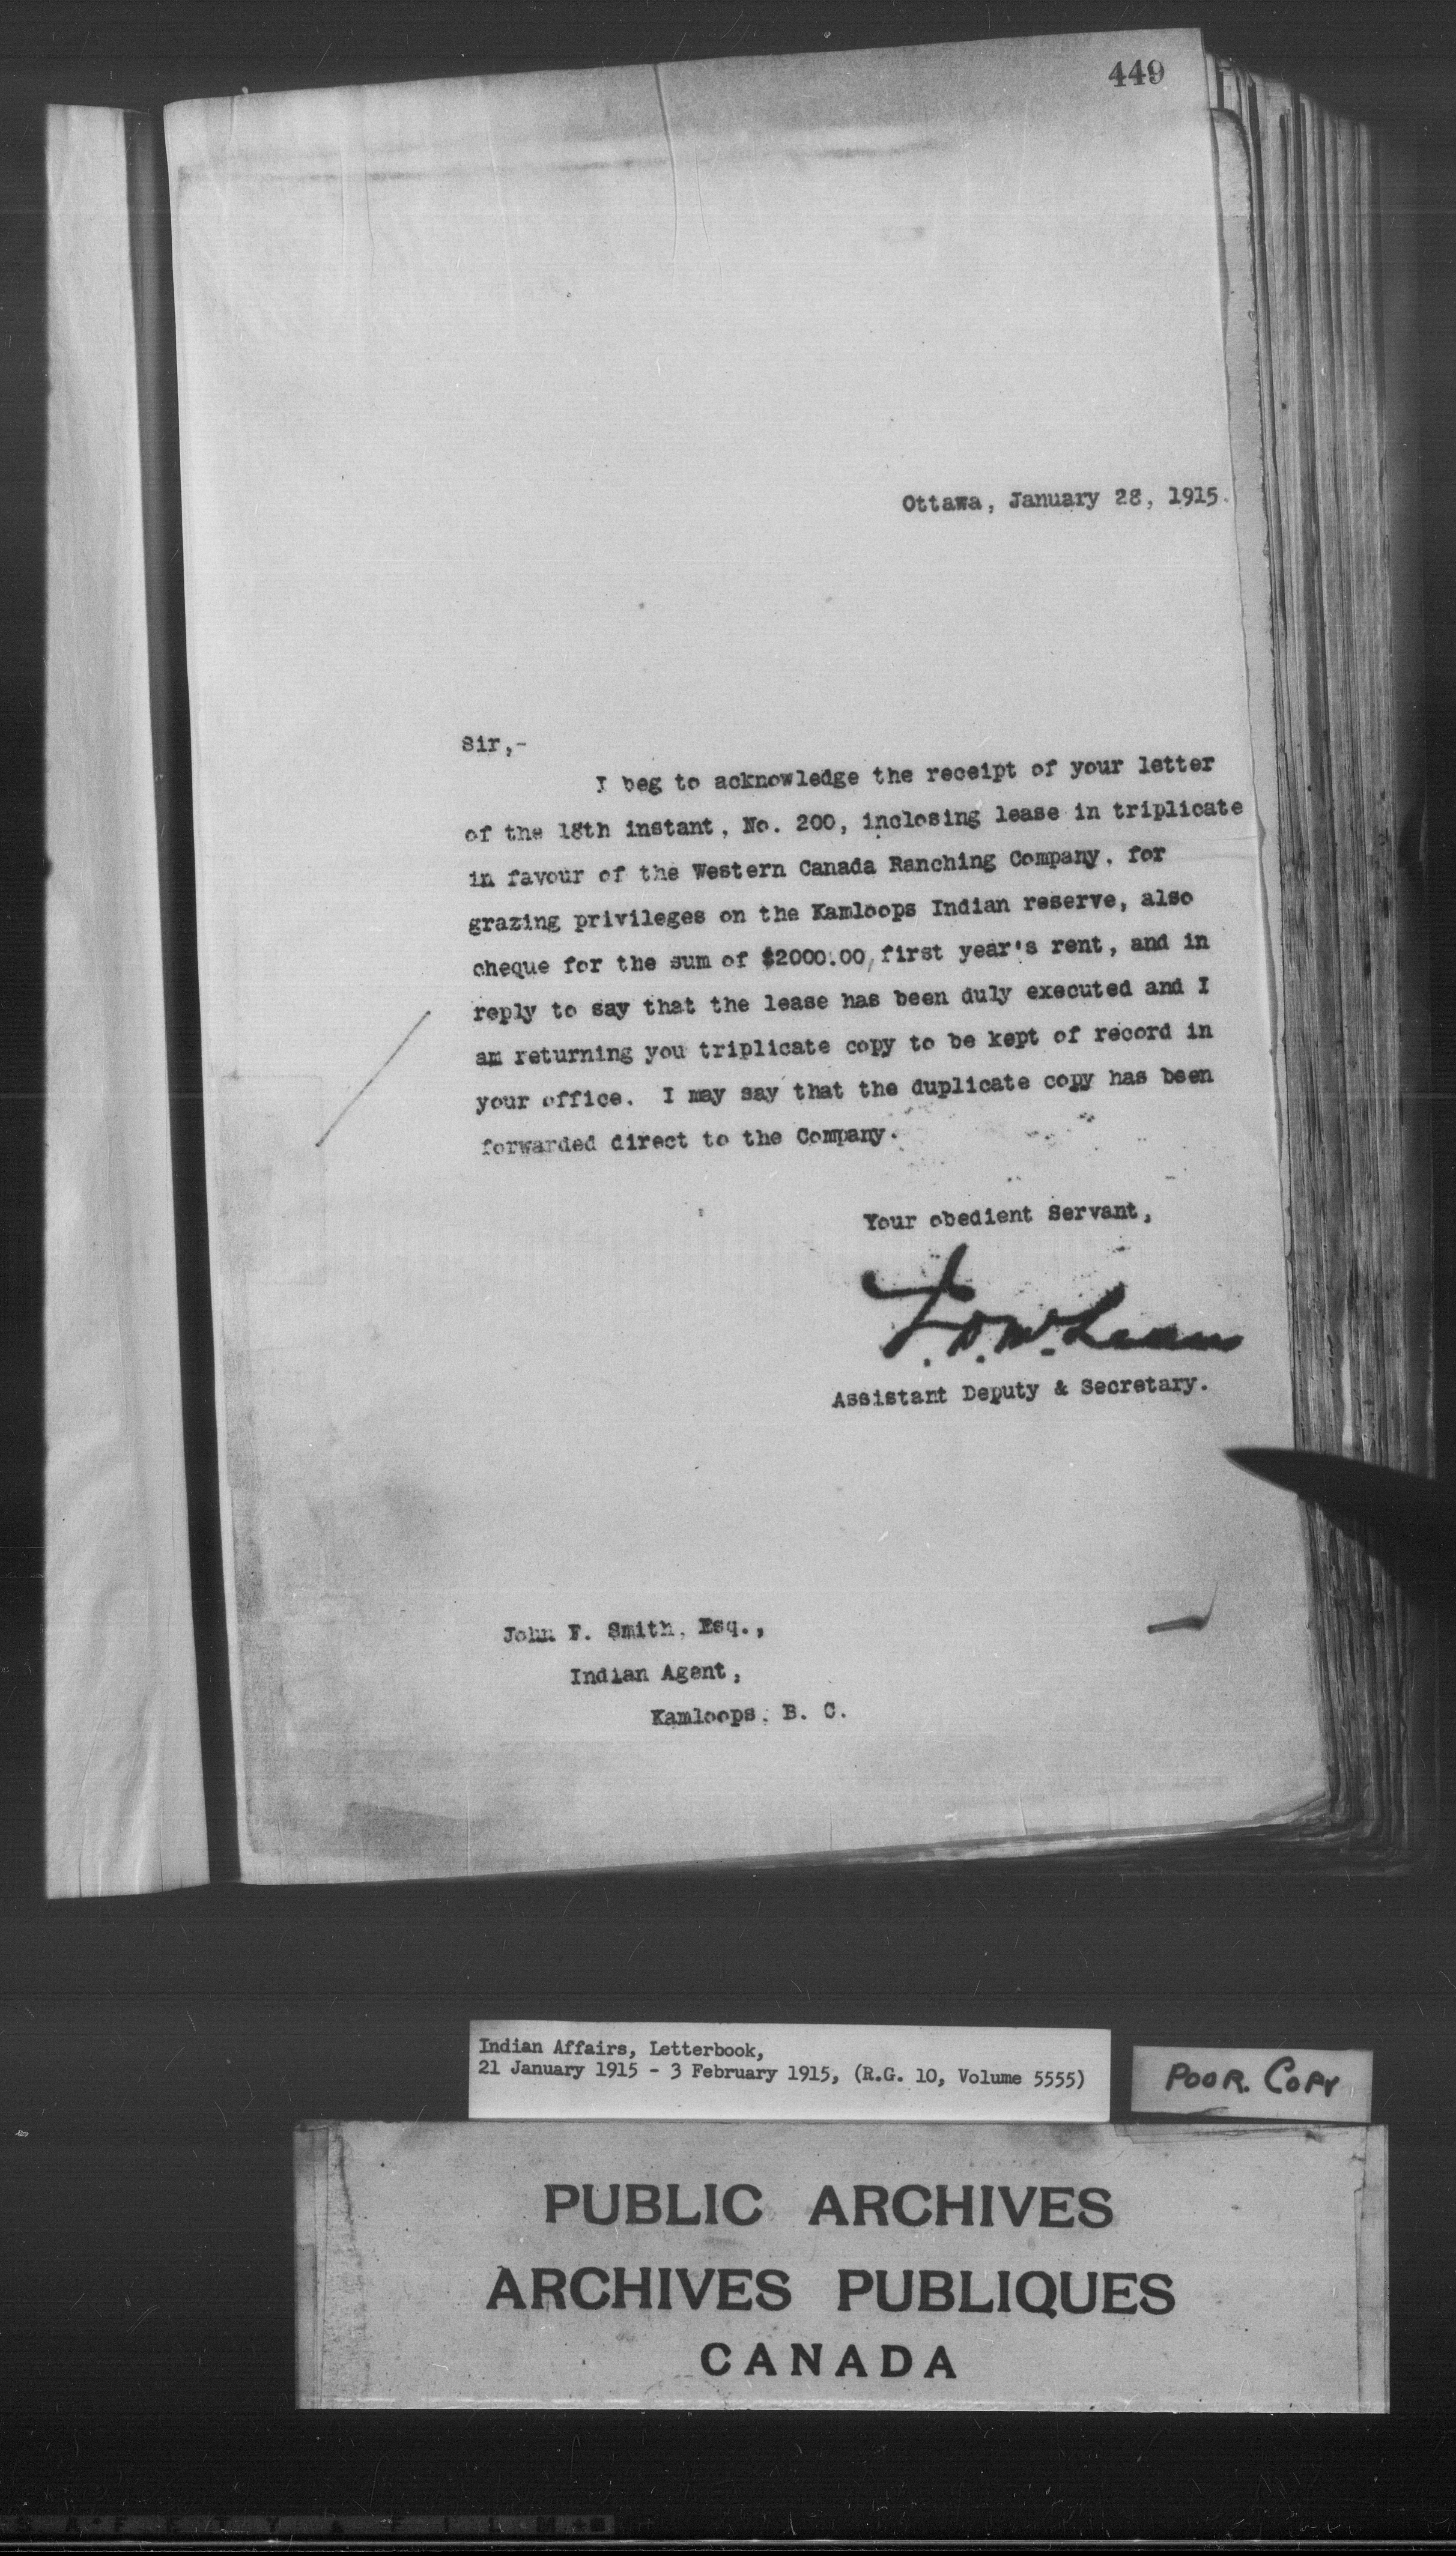 449
Ottawa, January 28, 1915.
Sir,-
I beg to acknowledge the receipt of your letter
of the 18th instant, No. 200, inclosing lease in triplicate
in favour of the Western Canada Ranching Company, for
grazing privileges on the Kamloops Indian reserve, also
cheque for the sum of $2000.00, first year's rent, and in
reply to say that the lease has been duly executed and I
am returning you triplicate copy to be kept of record in
your office. I may say that the duplicate copy has been
forwarded direct to the Company.
Your obedient Servant,
J. D. McLean
Assistant Deputy & Secretary.
John F. Smith, Esq.,
Indian Agent,
Kamloops, B. C.
Indian Affairs, Letterbook,
21 January 1915 - 3 February 1915, (R.G. 10, Volume 5555)
POOR. COPY
PUBLIC ARCHIVES
ARCHIVES PUBLIQUES
CANADA